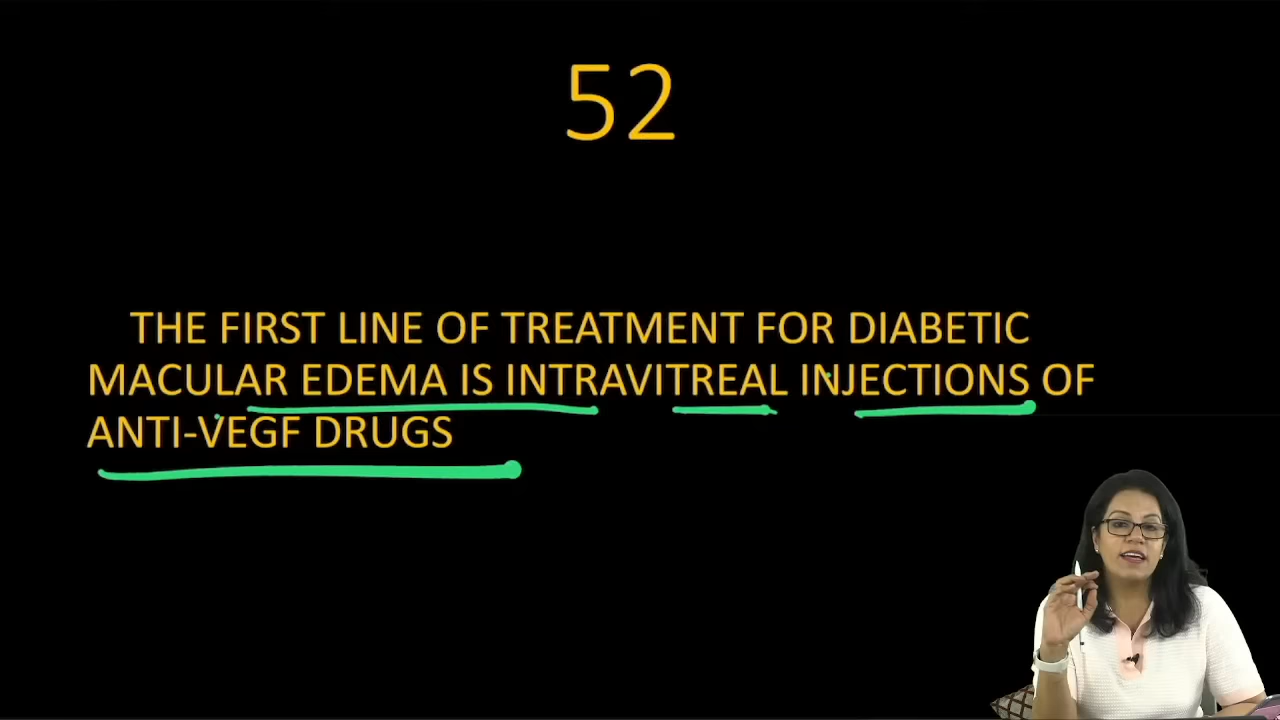 52
THE FIRST LINE OF TREATMENT FOR DIABETIC
MACULAR EDEMA IS INTRAVITREAL INJECTIONS OF
ANTI-VEGF DRUGS